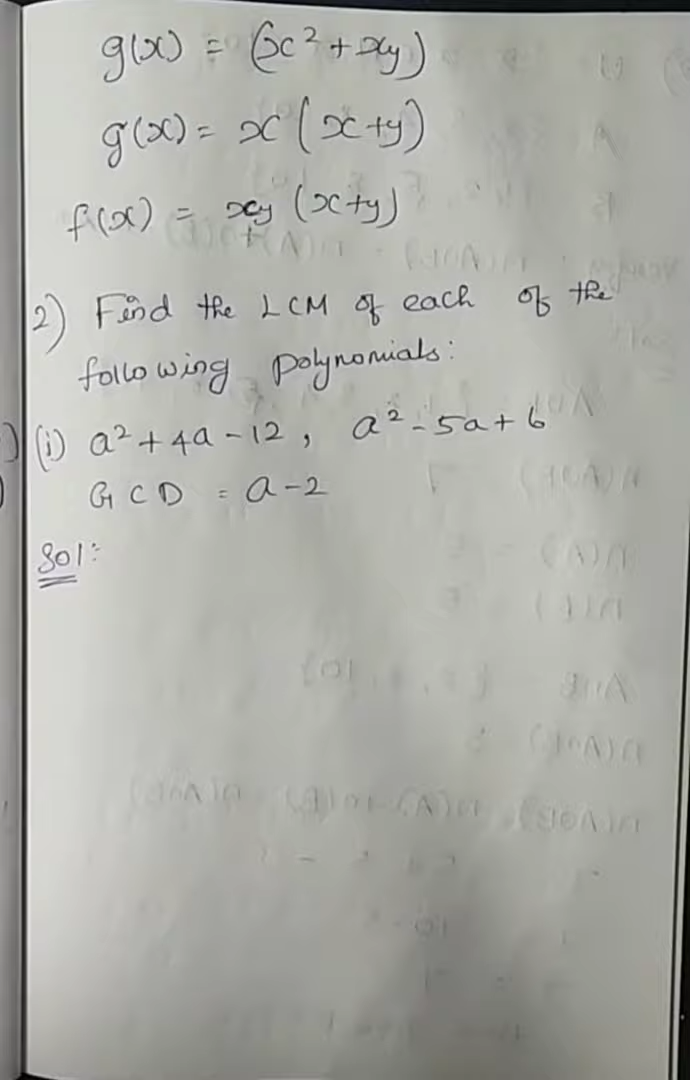 g(x) = (x² + xy)
g(x) = x (x+y)
f(x) = xy (x+y)
2) Find the LCM of each of the
following polynomials:
(i) a² + 4a - 12, a² - 5a + 6
GCD = a - 2
Sol: